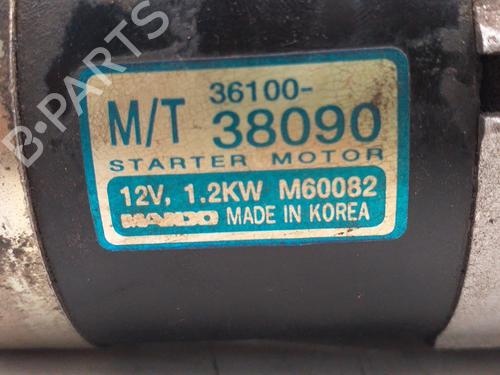 B-PARTS
M/T 36100-
38090
STARTER MOTOR
12V, 1.2KW M60082
MANDO MADE IN KOREA